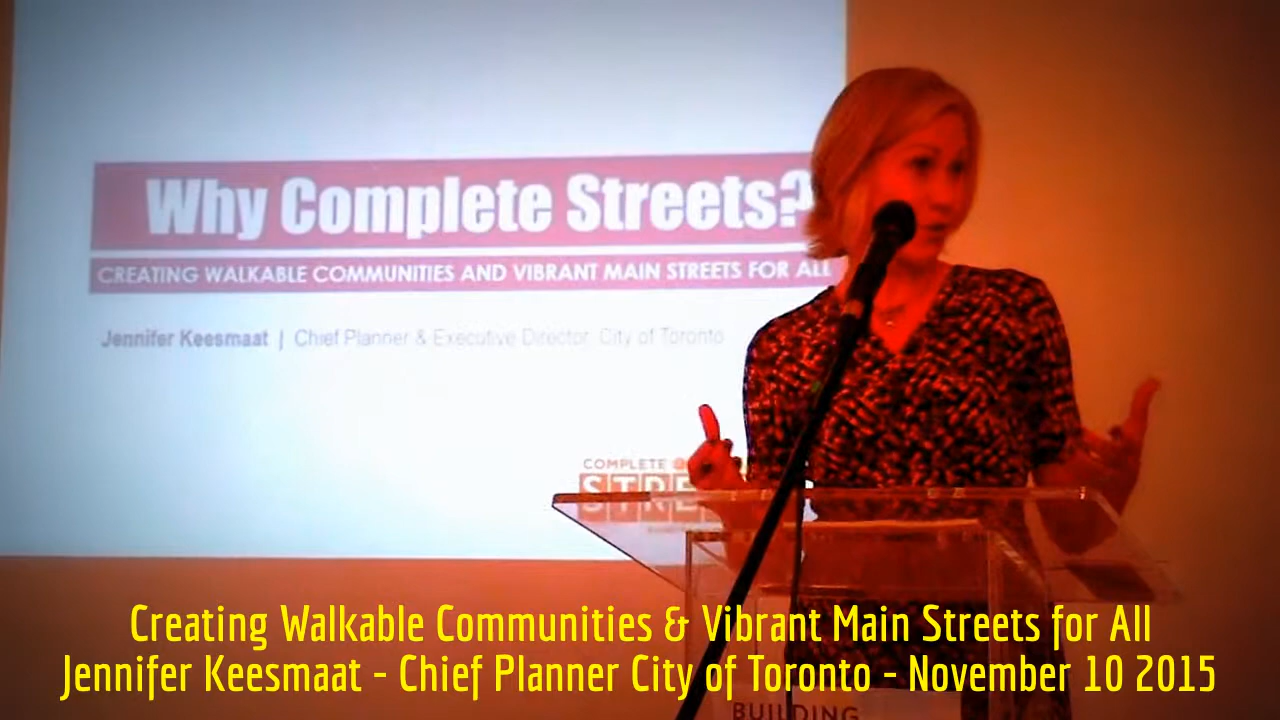 Why Complete Streets?
CREATING WALKABLE COMMUNITIES AND VIBRANT MAIN STREETS FOR ALL
Jennifer Keesmaat | Chief Planner & Executive Director, City of Toronto
COMPLETE
Creating Walkable Communities & Vibrant Main Streets for All
Jennifer Keesmaat - Chief Planner City of Toronto - November 10 2015
BUILDING